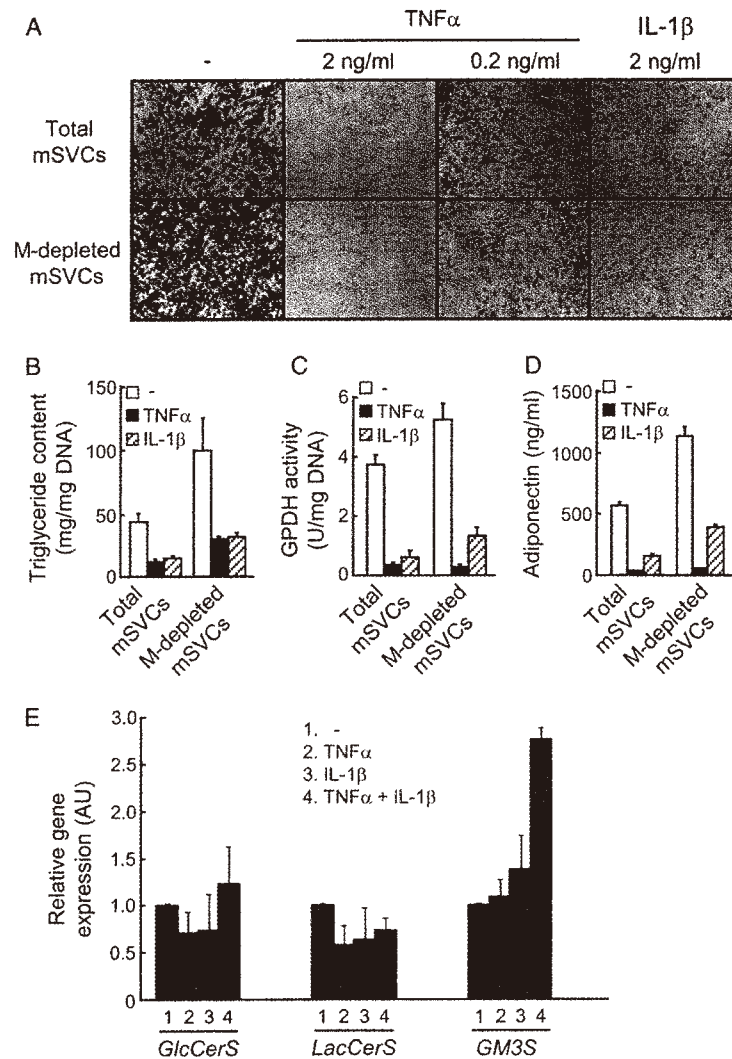 A
TNFα
IL-1β
-
2 ng/ml
0.2 ng/ml
2 ng/ml
Total
mSVCs
M-depleted
mSVCs
B
Triglyceride content
(mg/mg DNA)
150
100
50
0
-
TNFα
IL-1β
Total
mSVCs
M-depleted
mSVCs
C
GPDH activity
(U/mg DNA)
6
4
2
0
-
TNFα
IL-1β
Total
mSVCs
M-depleted
mSVCs
D
Adiponectin (ng/ml)
1500
1000
500
0
-
TNFα
IL-1β
Total
mSVCs
M-depleted
mSVCs
E
Relative gene
expression (AU)
3.0
2.5
2.0
1.5
1.0
0.5
0
1. -
2. TNFα
3. IL-1β
4. TNFα + IL-1β
1 2 3 4
1 2 3 4
1 2 3 4
GlcCerS
LacCerS
GM3S